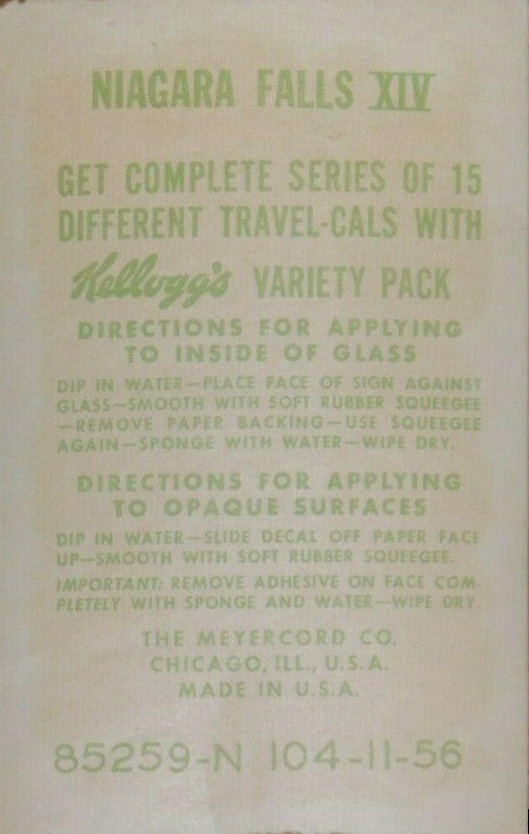 NIAGARA FALLS XIV
GET COMPLETE SERIES OF 15
DIFFERENT TRAVEL-CALS WITH
Kellogg's VARIETY PACK
DIRECTIONS FOR APPLYING
TO INSIDE OF GLASS
DIP IN WATER—PLACE FACE OF SIGN AGAINST
GLASS—SMOOTH WITH SOFT RUBBER SQUEEGEE
—REMOVE PAPER BACKING—USE SQUEEGEE
AGAIN—SPONGE WITH WATER—WIPE DRY.
DIRECTIONS FOR APPLYING
TO OPAQUE SURFACES
DIP IN WATER—SLIDE DECAL OFF PAPER FACE
UP—SMOOTH WITH SOFT RUBBER SQUEEGEE.
IMPORTANT: REMOVE ADHESIVE ON FACE COM-
PLETELY WITH SPONGE AND WATER—WIPE DRY.
THE MEYERCORD CO.
CHICAGO, ILL., U.S.A.
MADE IN U.S.A.
85259-N 104-11-56